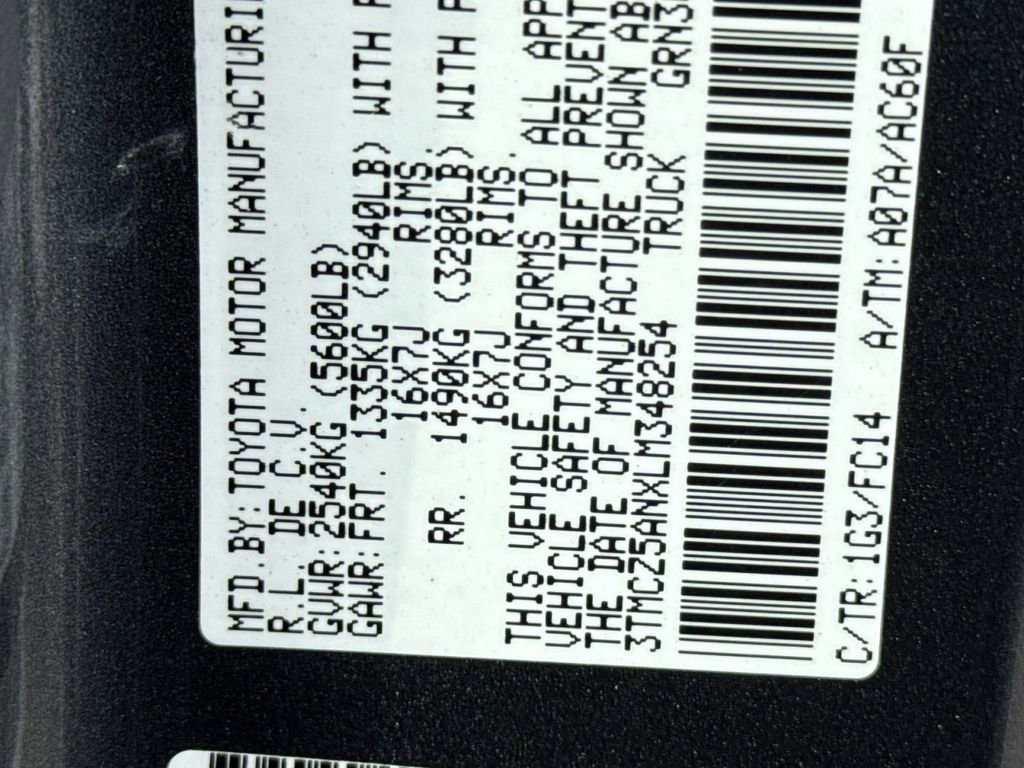 MFD.BY:TOYOTA MOTOR MANUFACTURI
R.L. DE C.V.
GVWR:2540KG (5600LB)
GAWR:FRT. 1335KG (2940LB) WITH
16X7J RIMS
RR. 1490KG (3280LB) WITH
16X7J RIMS.
THIS VEHICLE CONFORMS TO ALL APP
VEHICLE SAFETY AND THEFT PREVENT
THE DATE OF MANUFACTURE SHOWN AB
3TMCZ5ANXLM348254 TRUCK GRN3
C/TR:1G3/FC14 A/TM:A07A/AC60F